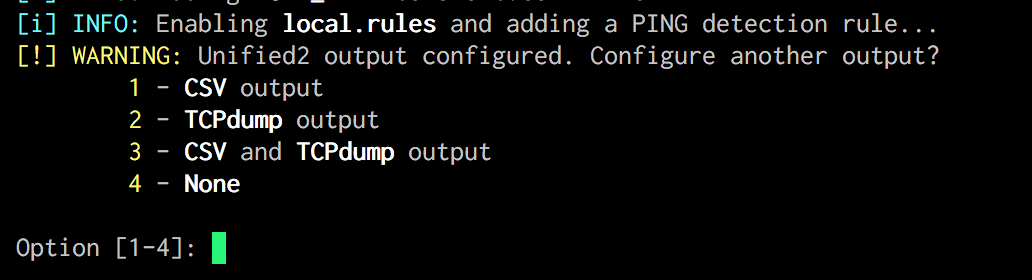 [i] INFO: Enabling local.rules and adding a PING detection rule...
[!] WARNING: Unified2 output configured. Configure another output?
1 - CSV output
2 - TCPdump output
3 - CSV and TCPdump output
4 - None
Option [1-4]: